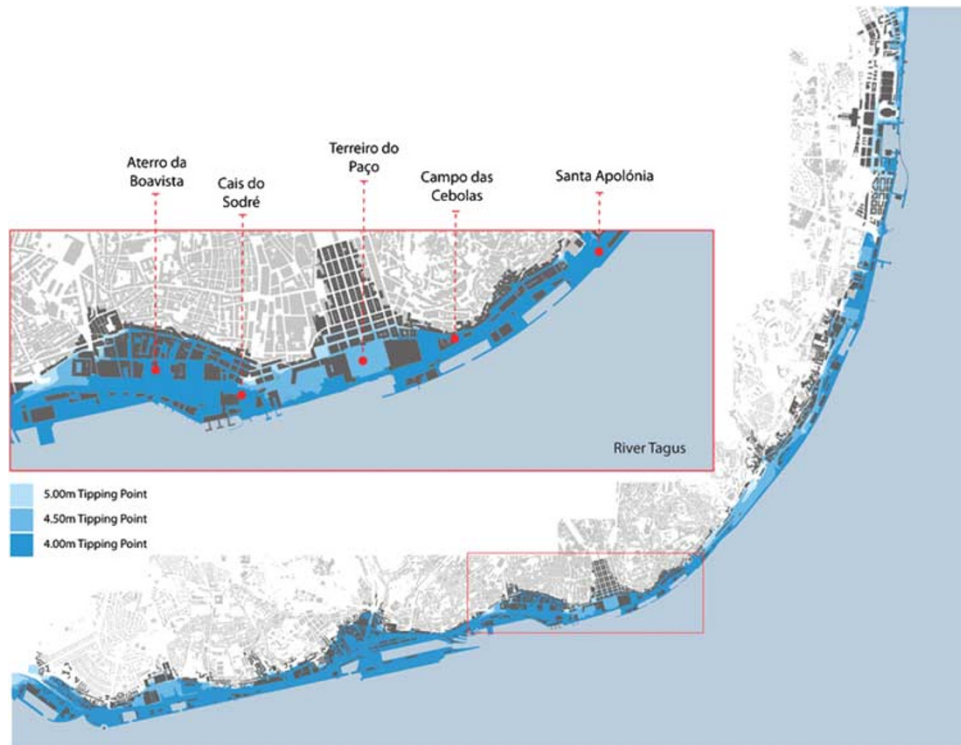 Aterro da
Boavista
Cais do
Sodré
Terreiro do
Paço
Campo das
Cebolas
Santa Apolónia
River Tagus
5.00m Tipping Point
4.50m Tipping Point
4.00m Tipping Point